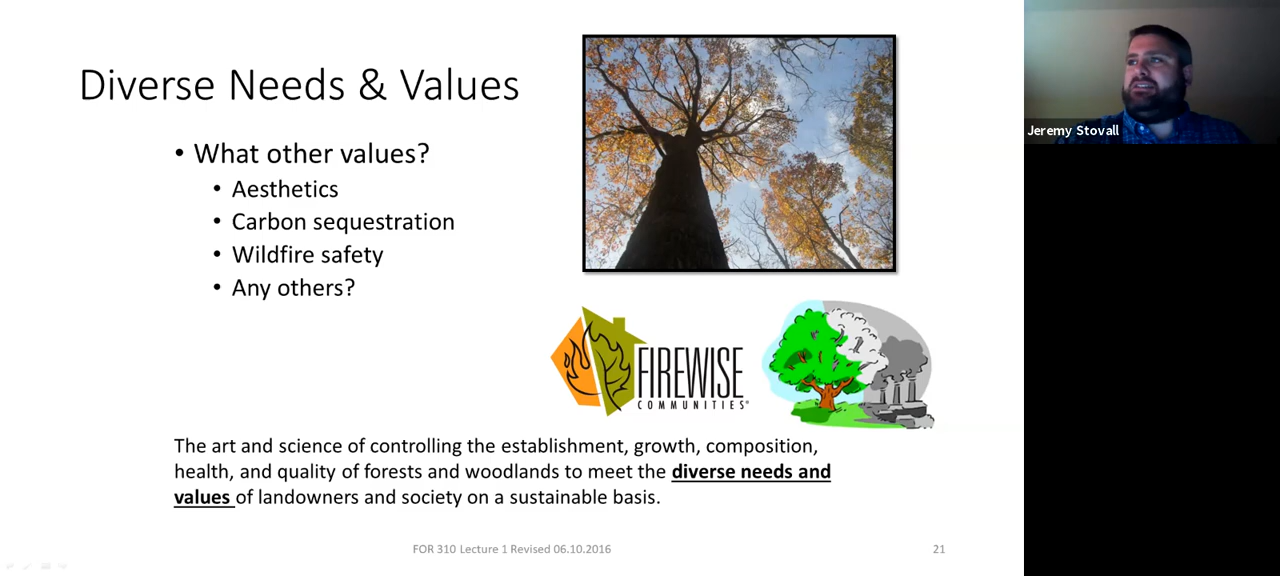 Diverse Needs & Values
• What other values?
• Aesthetics
• Carbon sequestration
• Wildfire safety
• Any others?
FIREWISE
COMMUNITIES®
The art and science of controlling the establishment, growth, composition,
health, and quality of forests and woodlands to meet the diverse needs and
values of landowners and society on a sustainable basis.
FOR 310 Lecture 1 Revised 06.10.2016
21
Jeremy Stovall